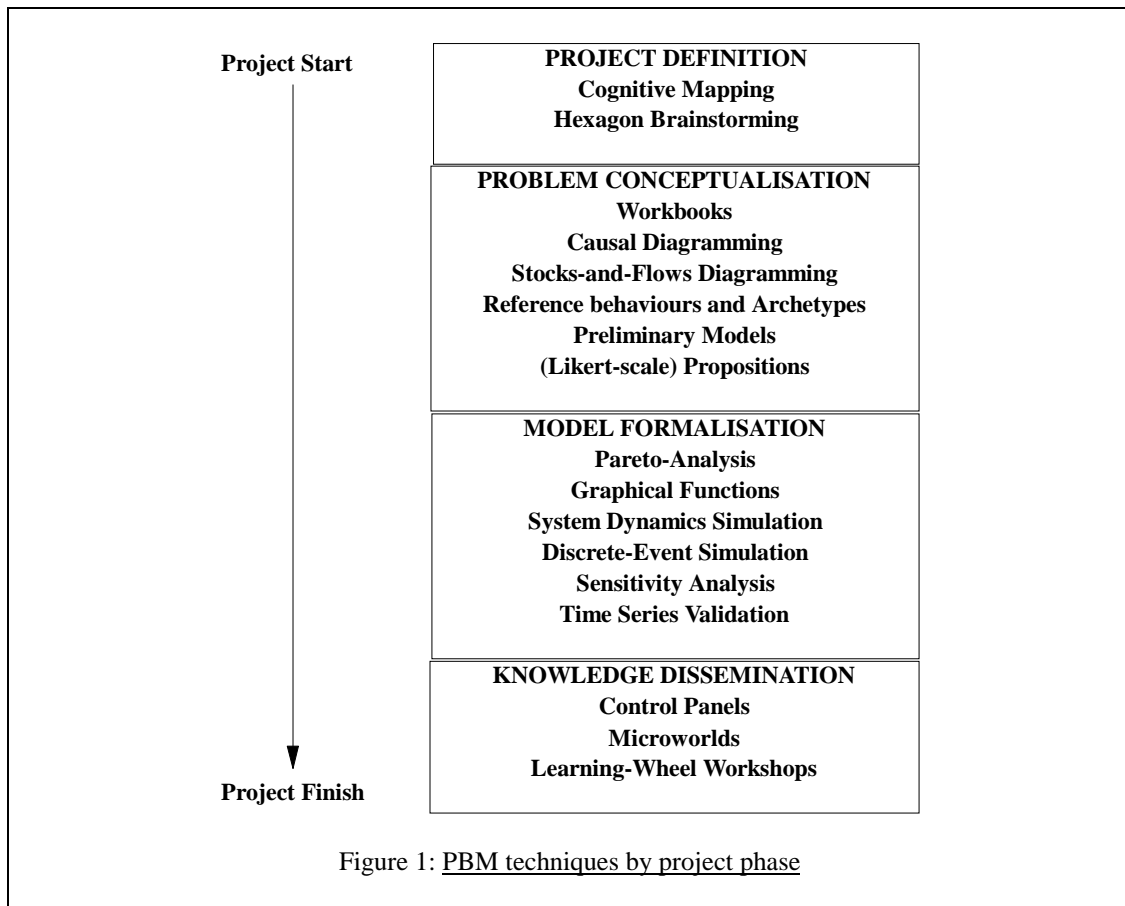 Project Start
PROJECT DEFINITION
Cognitive Mapping
Hexagon Brainstorming
PROBLEM CONCEPTUALISATION
Workbooks
Causal Diagramming
Stocks-and-Flows Diagramming
Reference behaviours and Archetypes
Preliminary Models
(Likert-scale) Propositions
MODEL FORMALISATION
Pareto-Analysis
Graphical Functions
System Dynamics Simulation
Discrete-Event Simulation
Sensitivity Analysis
Time Series Validation
KNOWLEDGE DISSEMINATION
Control Panels
Microworlds
Learning-Wheel Workshops
Project Finish
Figure 1: PBM techniques by project phase